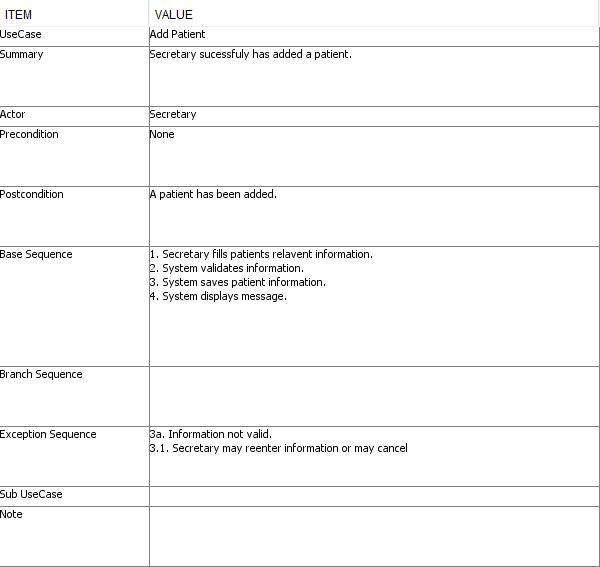 ITEM VALUE
UseCase Add Patient
Summary Secretary sucessfuly has added a patient.
Actor Secretary
Precondition None
Postcondition A patient has been added.
Base Sequence 1. Secretary fills patients relavent information.
2. System validates information.
3. System saves patient information.
4. System displays message.
Branch Sequence
Exception Sequence 3a. Information not valid.
3.1. Secretary may reenter information or may cancel
Sub UseCase
Note